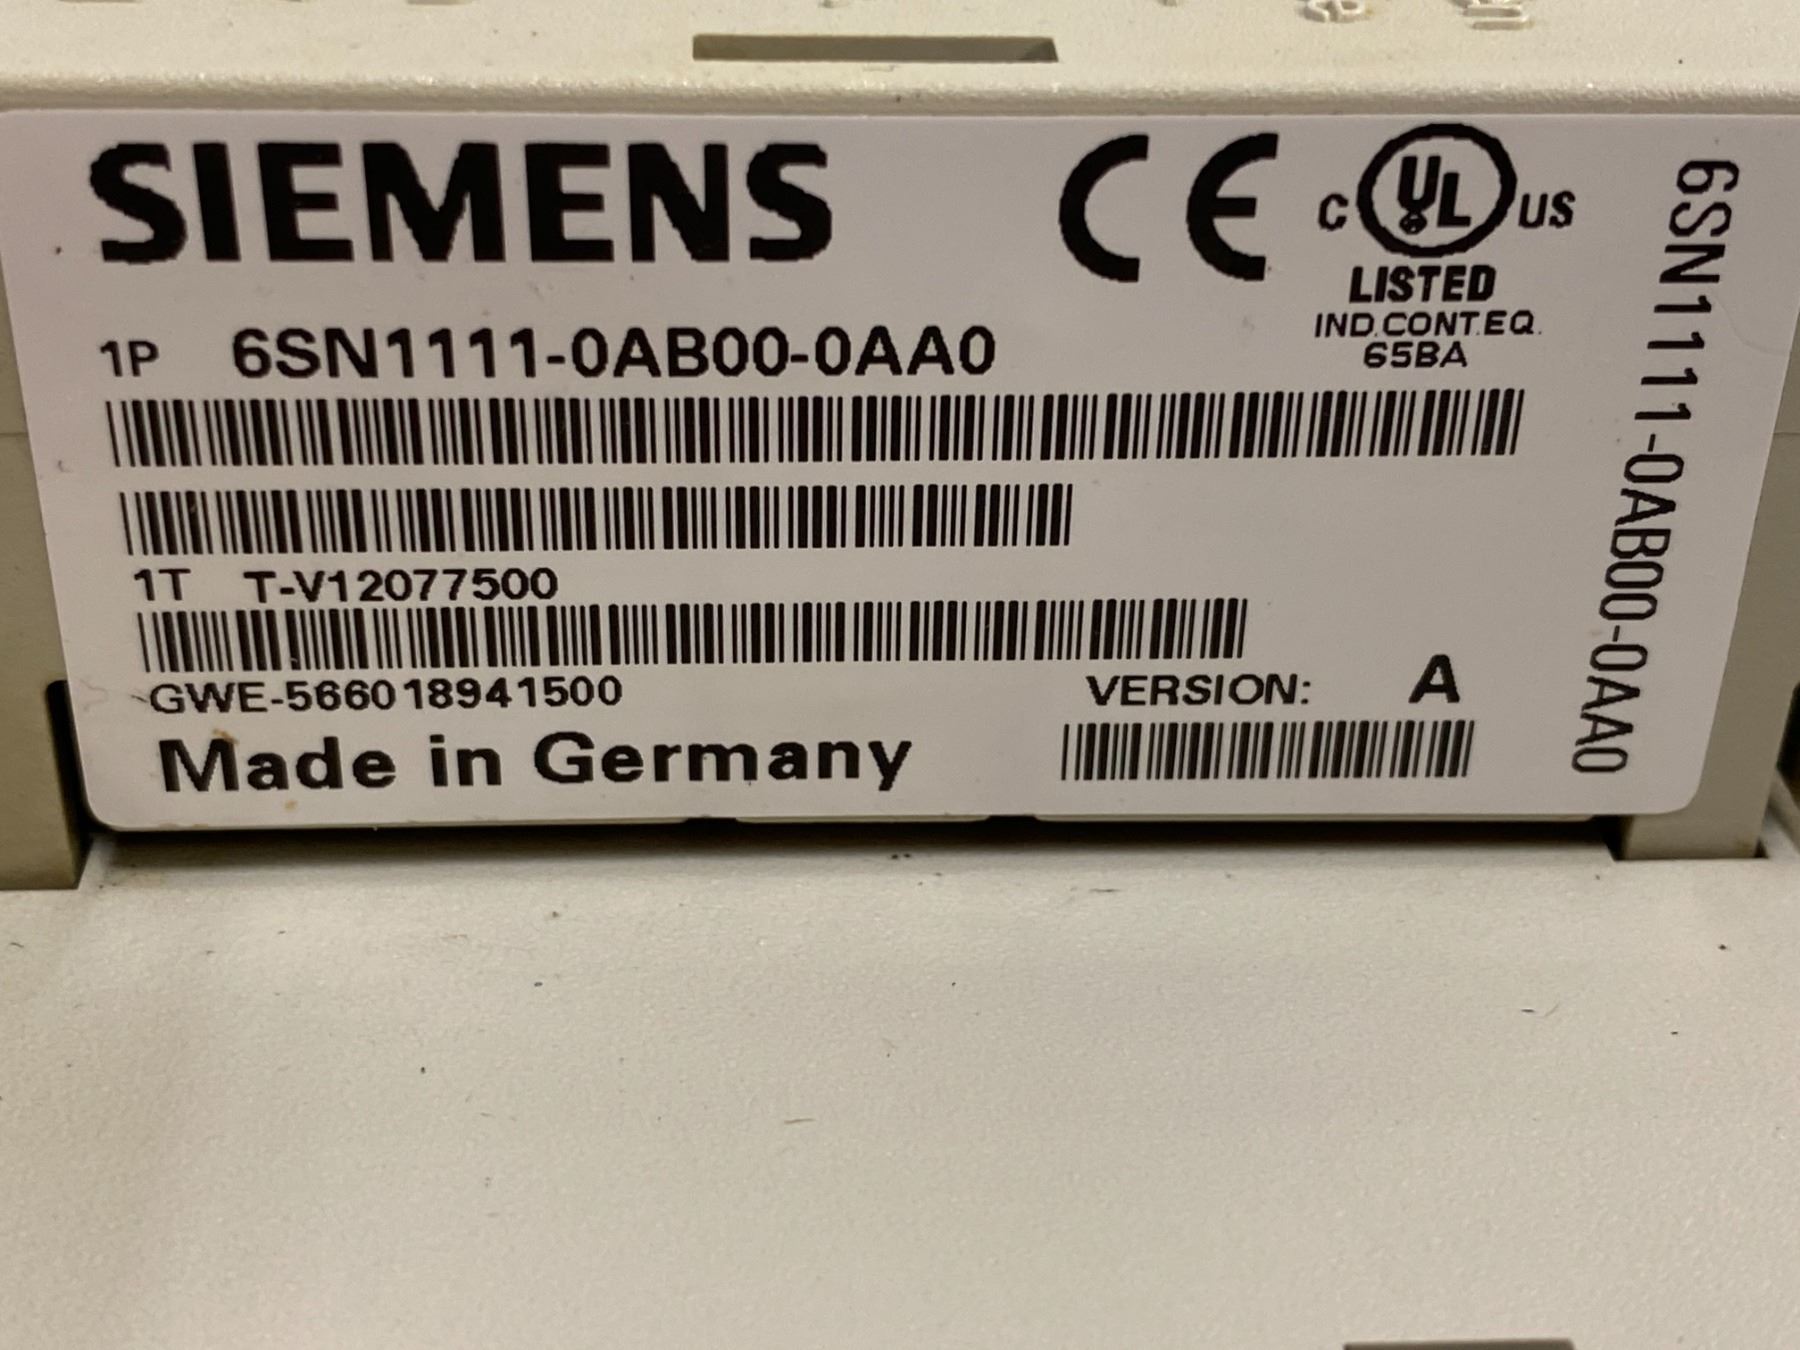 SIEMENS
CE
C UL US
LISTED
IND.CONT.EQ.
65BA
1P 6SN1111-0AB00-0AA0
1T T-V12077500
GWE-566018941500
VERSION: A
Made in Germany
6SN1111-0AB00-0AA0